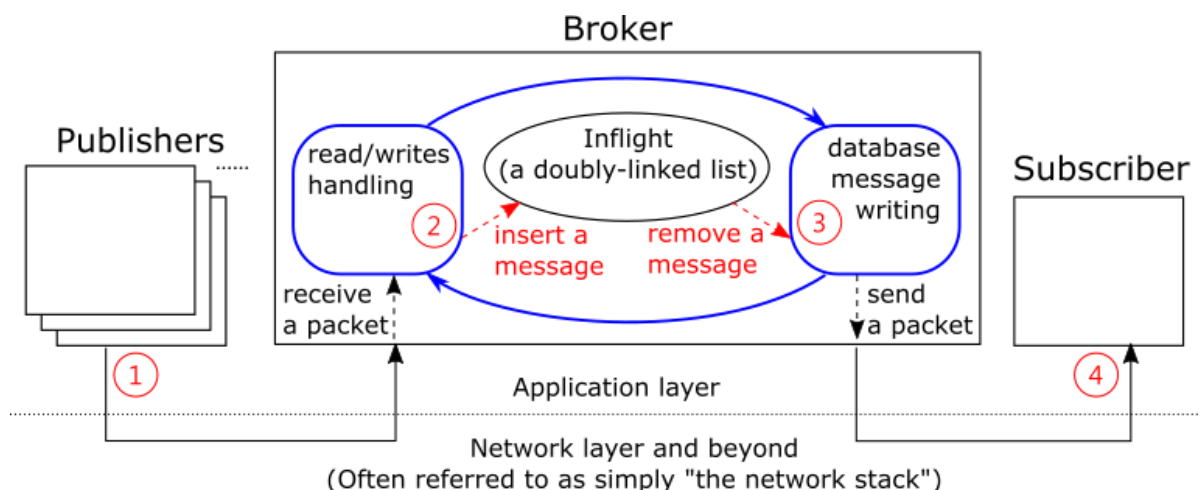 Broker
Publishers
.....
read/writes
handling
Inflight
(a doubly-linked list)
database
message
writing
Subscriber
2
insert a
message
remove a
message
3
receive
a packet
send
a packet
1
4
Application layer
Network layer and beyond
(Often referred to as simply "the network stack")